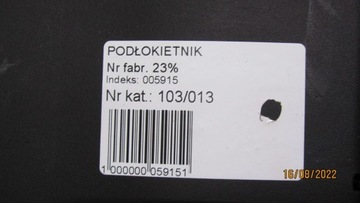 PODŁOKIETNIK
Nr fabr. 23%
Indeks: 005915
Nr kat.: 103/013
1 000000 059151
16/08/2022